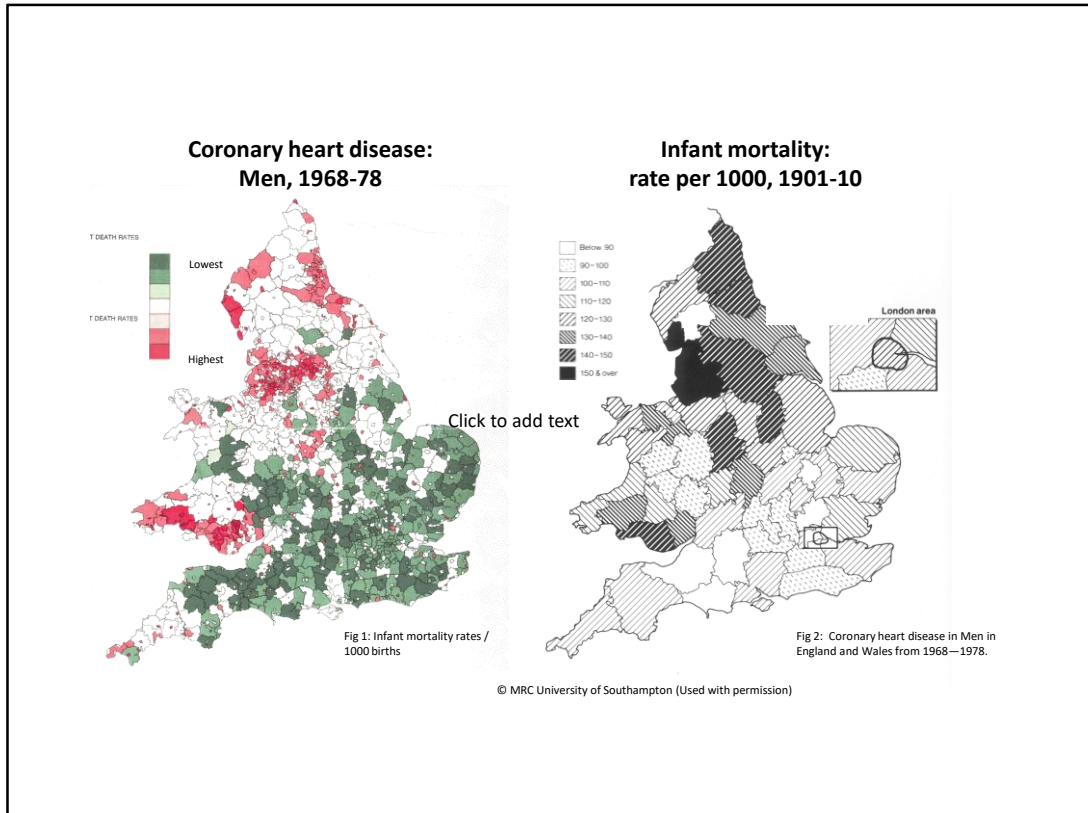 Coronary heart disease:
Men, 1968-78
T DEATH RATES
Lowest
T DEATH RATES
Highest
Fig 1: Infant mortality rates /
1000 births
Click to add text
Infant mortality:
rate per 1000, 1901-10
Below 90
90-100
100-110
110-120
120-130
130-140
140-150
150 & over
London area
Fig 2: Coronary heart disease in Men in
England and Wales from 1968—1978.
© MRC University of Southampton (Used with permission)